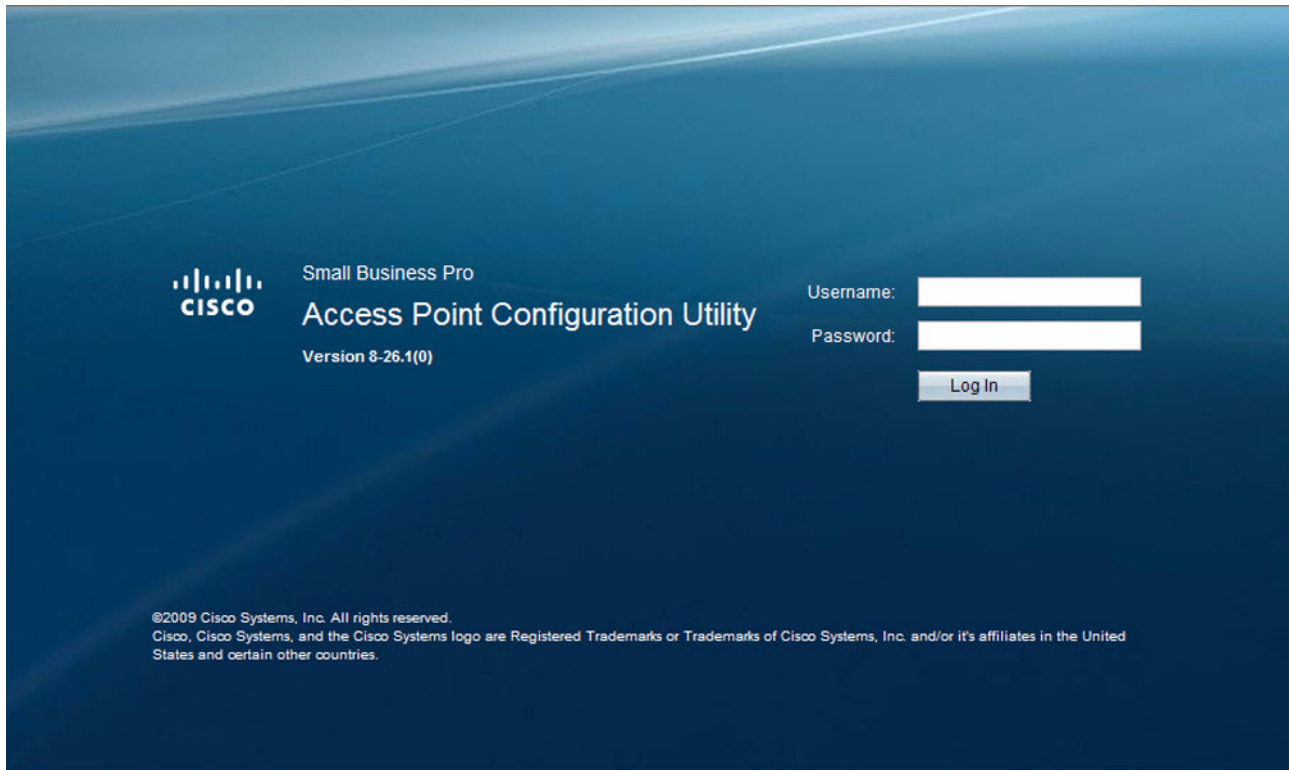 Small Business Pro
CISCO
Access Point Configuration Utility
Version 8-26.1(0)
Username:
Password:
Log In
©2009 Cisco Systems, Inc. All rights reserved.
Cisco, Cisco Systems, and the Cisco Systems logo are Registered Trademarks or Trademarks of Cisco Systems, Inc. and/or it's affiliates in the United
States and certain other countries.